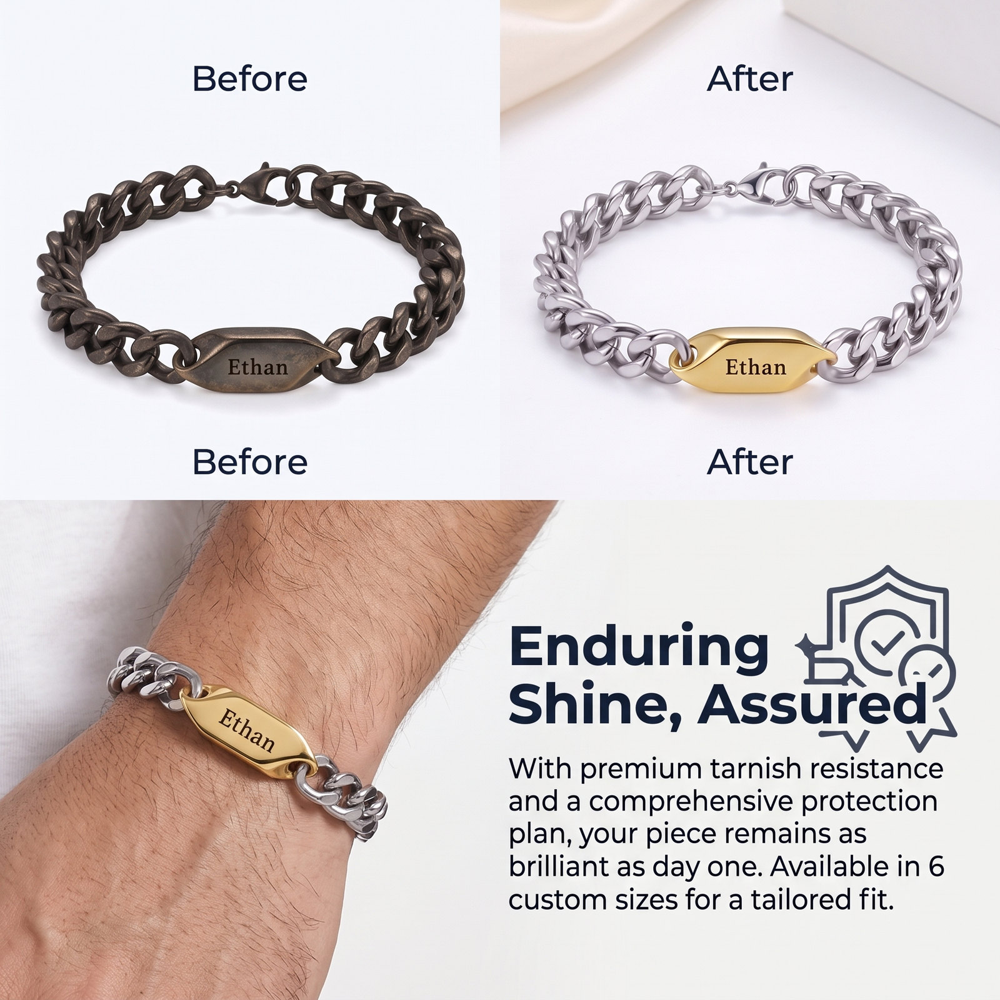 Before
After
Ethan
Ethan
Before
After
Ethan
Enduring
Shine, Assured
With premium tarnish resistance
and a comprehensive protection
plan, your piece remains as
brilliant as day one. Available in 6
custom sizes for a tailored fit.